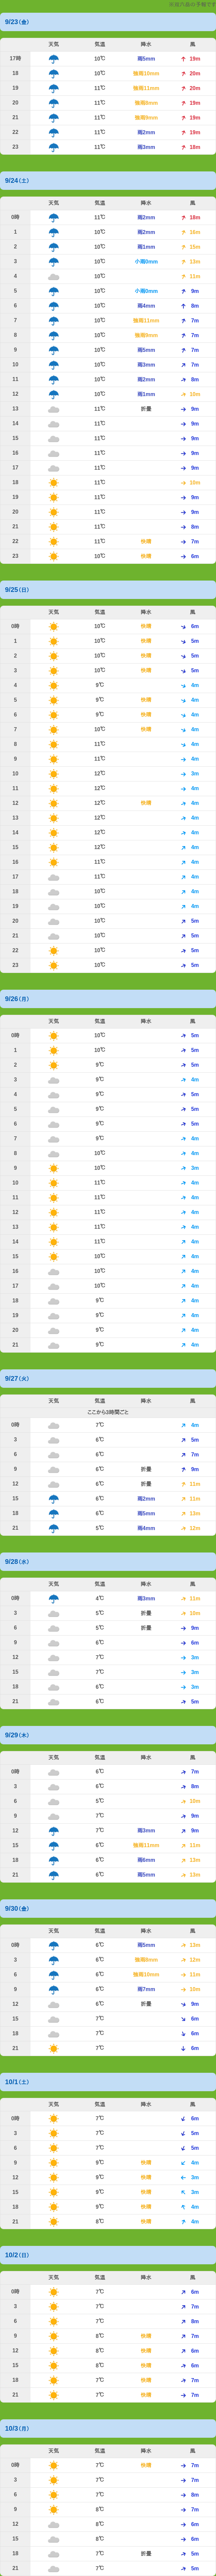 9/23(金)
天気 気温 降水 風
17時 10℃ 雨5mm 19m
18 10℃ 強雨10mm 20m
19 11℃ 強雨11mm 20m
20 11℃ 強雨8mm 19m
21 11℃ 強雨9mm 19m
22 11℃ 雨2mm 19m
23 11℃ 雨3mm 18m
9/24(土)
天気 気温 降水 風
0時 11℃ 雨2mm 18m
1 10℃ 雨2mm 16m
2 10℃ 雨1mm 15m
3 10℃ 小雨0mm 13m
4 10℃ 11m
5 10℃ 小雨0mm 9m
6 10℃ 雨4mm 8m
7 10℃ 強雨11mm 7m
8 10℃ 強雨9mm 7m
9 10℃ 雨5mm 7m
10 10℃ 雨3mm 7m
11 10℃ 雨2mm 8m
12 10℃ 雨1mm 10m
13 11℃ 折曇 9m
14 11℃ 9m
15 11℃ 9m
16 11℃ 9m
17 11℃ 9m
18 11℃ 10m
19 11℃ 9m
20 11℃ 9m
21 11℃ 8m
22 11℃ 快晴 7m
23 10℃ 快晴 6m
9/25(日)
天気 気温 降水 風
0時 10℃ 快晴 6m
1 10℃ 快晴 5m
2 10℃ 快晴 5m
3 10℃ 快晴 5m
4 9℃ 4m
5 9℃ 快晴 4m
6 9℃ 快晴 4m
7 10℃ 快晴 4m
8 11℃ 4m
9 11℃ 4m
10 12℃ 3m
11 12℃ 4m
12 12℃ 快晴 4m
13 12℃ 4m
14 12℃ 4m
15 12℃ 4m
16 11℃ 4m
17 11℃ 4m
18 10℃ 4m
19 10℃ 4m
20 10℃ 5m
21 10℃ 5m
22 10℃ 5m
23 10℃ 5m
9/26(月)
天気 気温 降水 風
0時 10℃ 5m
1 10℃ 5m
2 9℃ 5m
3 9℃ 4m
4 9℃ 5m
5 9℃ 5m
6 9℃ 5m
7 9℃ 4m
8 10℃ 4m
9 10℃ 3m
10 11℃ 4m
11 11℃ 4m
12 11℃ 4m
13 11℃ 4m
14 11℃ 4m
15 10℃ 4m
16 10℃ 4m
17 10℃ 4m
18 9℃ 4m
19 9℃ 4m
20 9℃ 4m
21 9℃ 4m
9/27(火)
天気 気温 降水 風
ここから3時間ごと
0時 7℃ 4m
3 6℃ 5m
6 6℃ 7m
9 6℃ 折曇 9m
12 6℃ 折曇 11m
15 6℃ 雨2mm 11m
18 6℃ 雨5mm 13m
21 5℃ 雨4mm 12m
9/28(水)
天気 気温 降水 風
0時 4℃ 雨3mm 11m
3 5℃ 折曇 10m
6 5℃ 折曇 9m
9 6℃ 6m
12 7℃ 3m
15 7℃ 3m
18 6℃ 3m
21 6℃ 5m
9/29(木)
天気 気温 降水 風
0時 6℃ 7m
3 6℃ 8m
6 5℃ 10m
9 7℃ 9m
12 7℃ 雨3mm 9m
15 6℃ 強雨11mm 11m
18 6℃ 雨6mm 13m
21 6℃ 雨5mm 13m
9/30(金)
天気 気温 降水 風
0時 6℃ 雨5mm 13m
3 6℃ 強雨8mm 12m
6 6℃ 強雨10mm 11m
9 6℃ 雨7mm 10m
12 6℃ 折曇 9m
15 7℃ 6m
18 7℃ 6m
21 7℃ 6m
10/1(土)
天気 気温 降水 風
0時 7℃ 6m
3 7℃ 5m
6 7℃ 5m
9 9℃ 快晴 4m
12 9℃ 快晴 3m
15 9℃ 快晴 3m
18 9℃ 快晴 4m
21 8℃ 快晴 4m
10/2(日)
天気 気温 降水 風
0時 7℃ 6m
3 7℃ 7m
6 7℃ 8m
9 8℃ 快晴 7m
12 8℃ 快晴 6m
15 8℃ 快晴 6m
18 7℃ 快晴 7m
21 7℃ 快晴 7m
10/3(月)
天気 気温 降水 風
0時 7℃ 快晴 7m
3 7℃ 7m
6 7℃ 8m
9 8℃ 7m
12 8℃ 6m
15 8℃ 6m
18 7℃ 折曇 5m
21 7℃ 5m